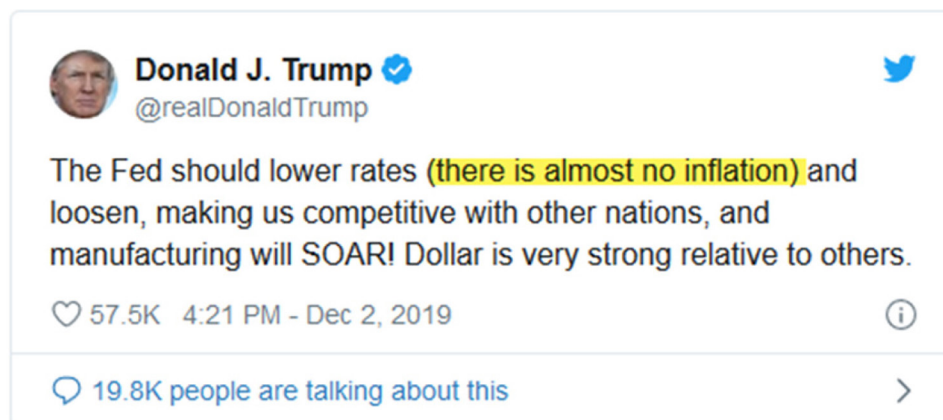 Donald J. Trump
@realDonaldTrump
The Fed should lower rates (there is almost no inflation) and
loosen, making us competitive with other nations, and
manufacturing will SOAR! Dollar is very strong relative to others.
57.5K 4:21 PM - Dec 2, 2019
19.8K people are talking about this